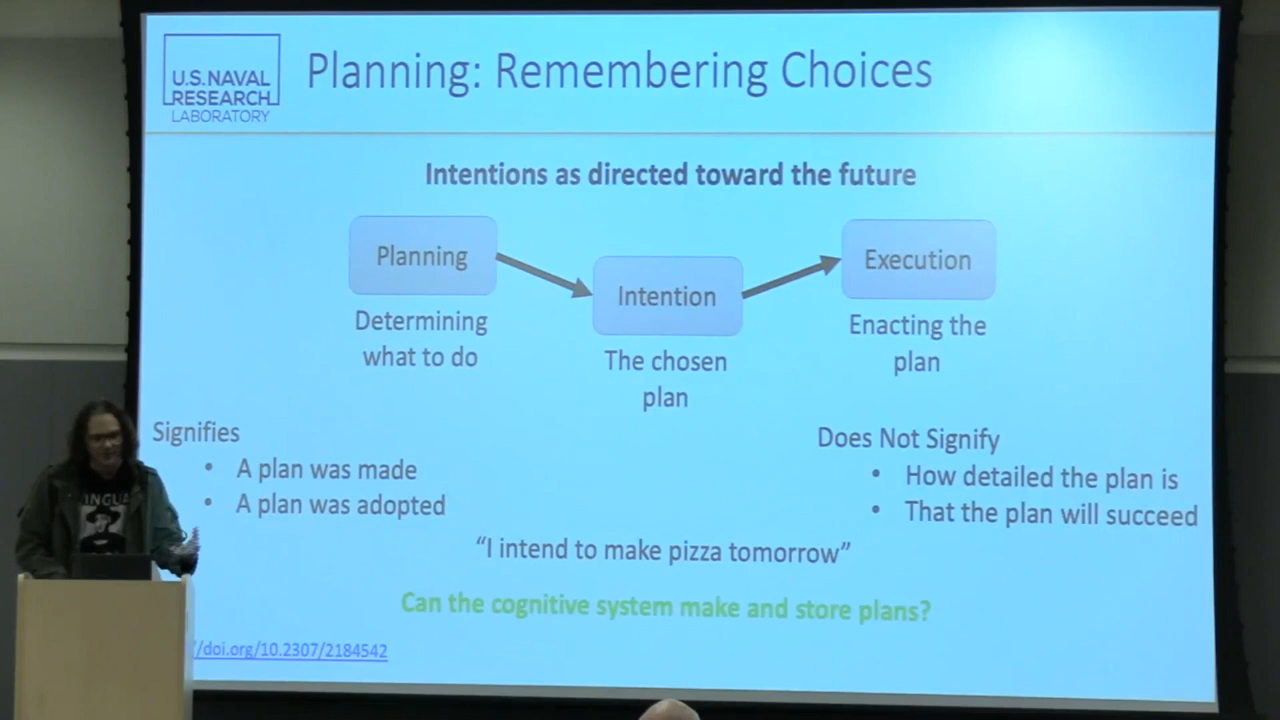 U.S. NAVAL
RESEARCH
LABORATORY
Planning: Remembering Choices
Intentions as directed toward the future
Planning
Intention
Execution
Determining
what to do
The chosen
plan
Enacting the
plan
Signifies
• A plan was made
• A plan was adopted
Does Not Signify
• How detailed the plan is
• That the plan will succeed
“I intend to make pizza tomorrow”
Can the cognitive system make and store plans?
/doi.org/10.2307/2184542